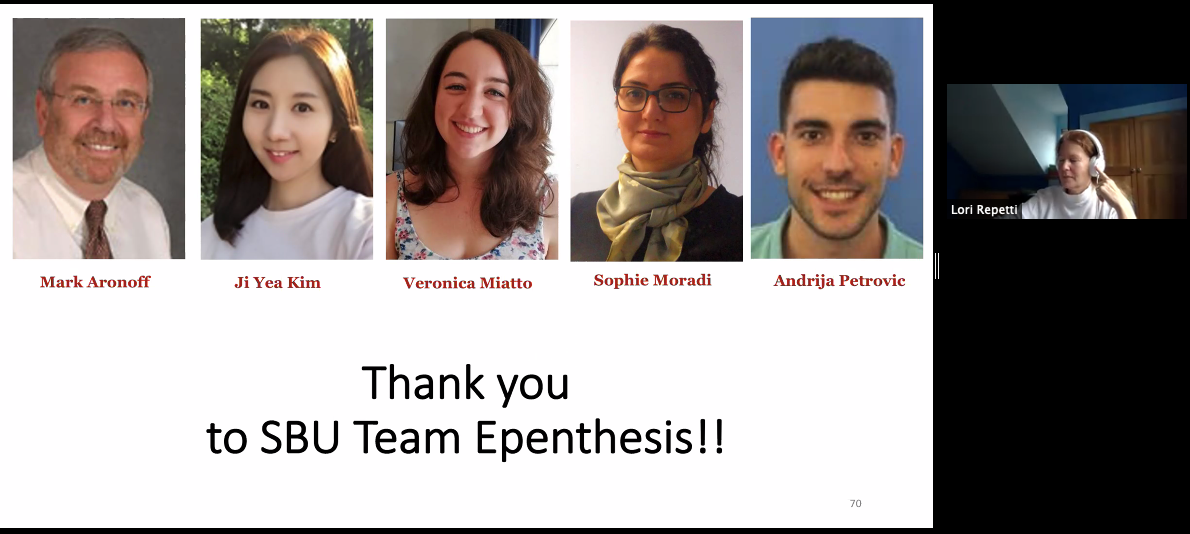 Mark Aronoff
Ji Yea Kim
Veronica Miatto
Sophie Moradi
Andrija Petrovic
Lori Repetti
Thank you
to SBU Team Epenthesis!!
70